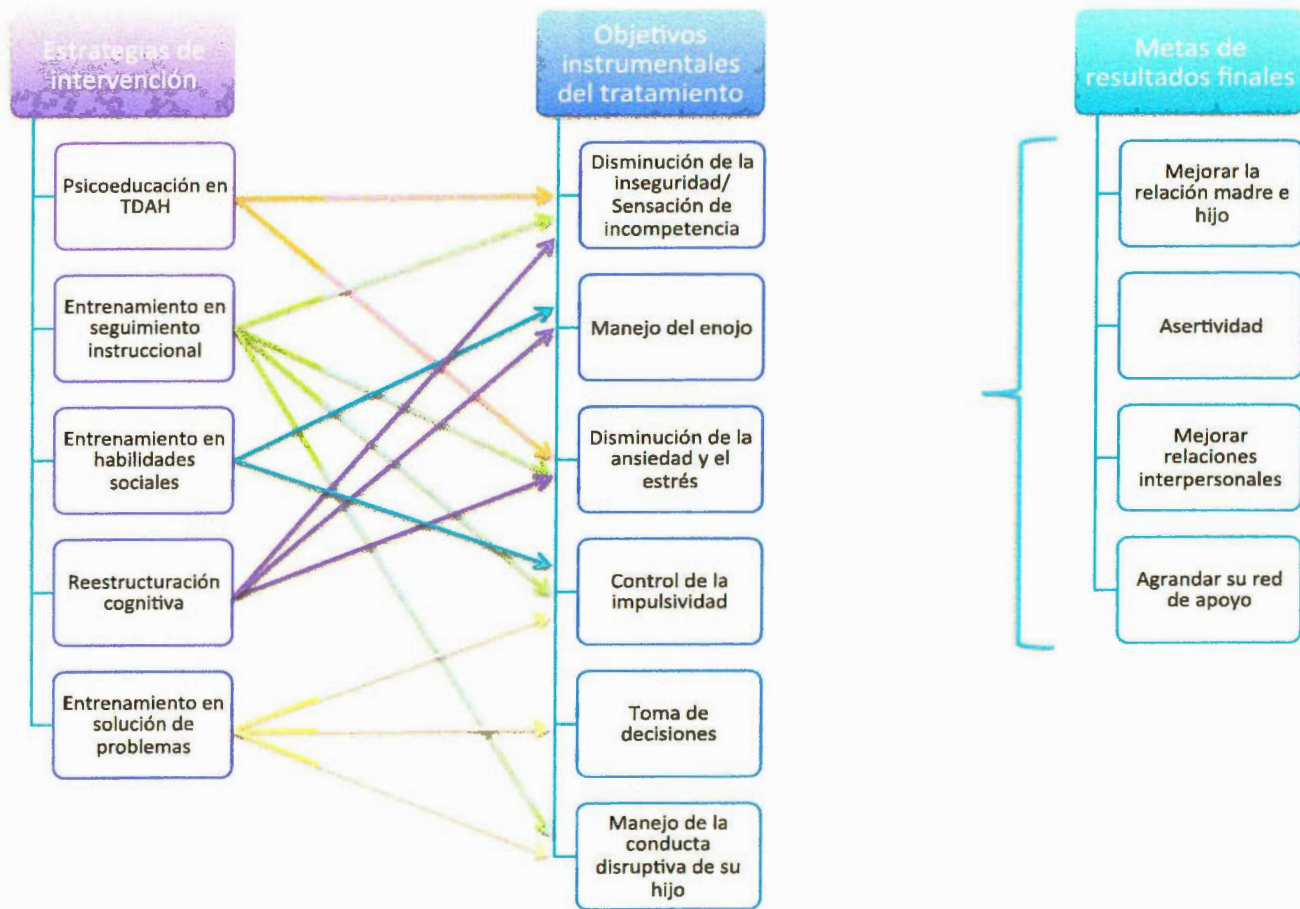 Estrategias de
intervención
Psicoeducación en
TDAH
Entrenamiento en
seguimiento
instruccional
Entrenamiento en
habilidades
sociales
Reestructuración
cognitiva
Entrenamiento en
solución de
problemas
Objetivos
instrumentales
del tratamiento
Disminución de la
inseguridad/
Sensación de
incompetencia
Manejo del enojo
Disminución de la
ansiedad y el
estrés
Control de la
impulsividad
Toma de
decisiones
Manejo de la
conducta
disruptiva de su
hijo
Metas de
resultados finales
Mejorar la
relación madre e
hijo
Asertividad
Mejorar
relaciones
interpersonales
Agrandar su red
de apoyo